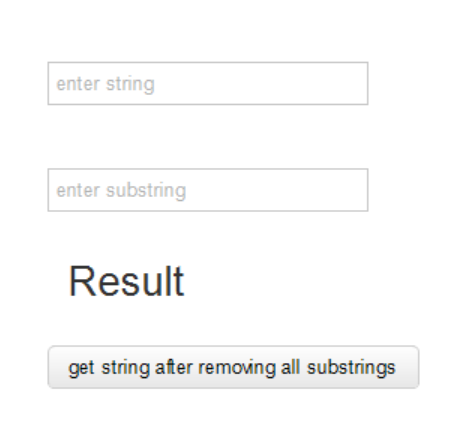 enter string
enter substring
Result
get string after removing all substrings